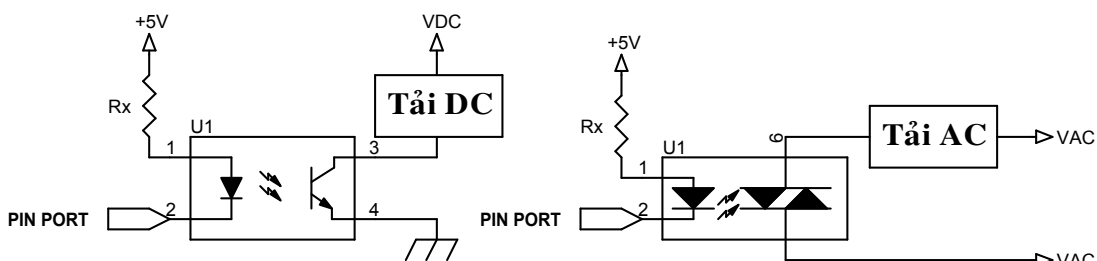 +5V
Rx
U1
1
2
PIN PORT
VDC
Tải DC
3
4
+5V
Rx
U1
1
2
PIN PORT
6
Tải AC
VAC
VAC